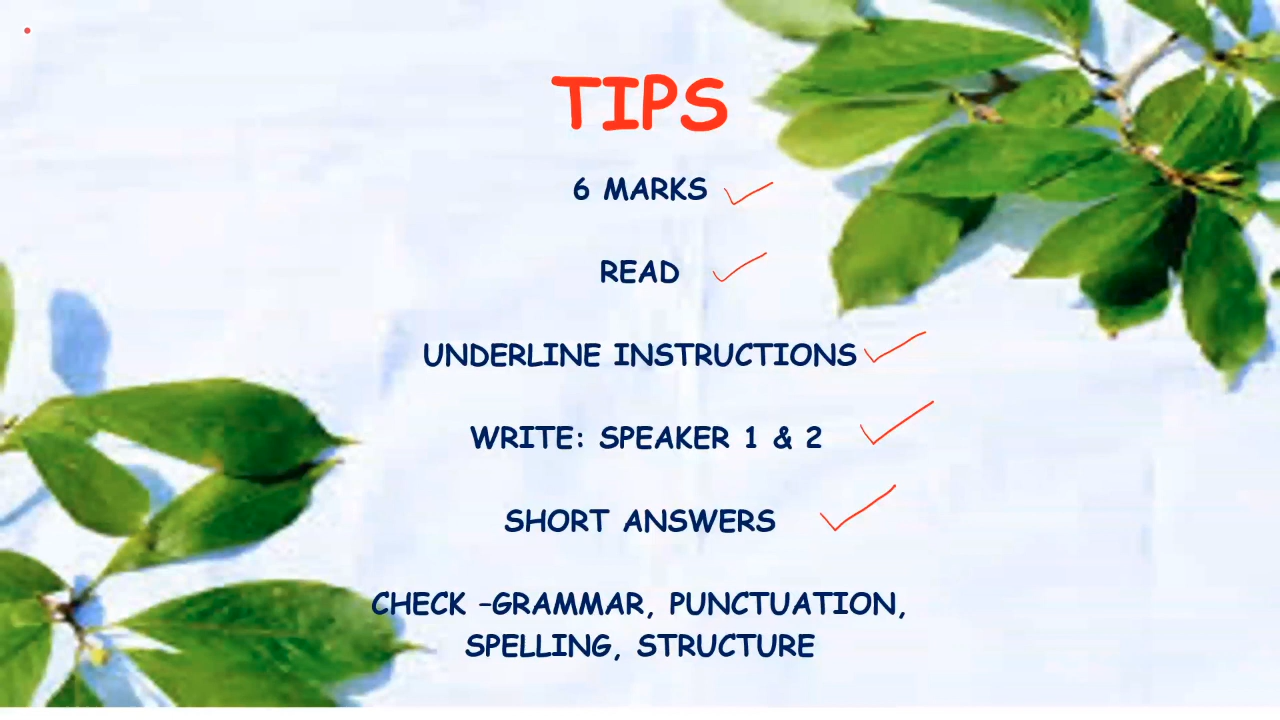 TIPS
6 MARKS
READ
UNDERLINE INSTRUCTIONS
WRITE: SPEAKER 1 & 2
SHORT ANSWERS
CHECK –GRAMMAR, PUNCTUATION,
SPELLING, STRUCTURE